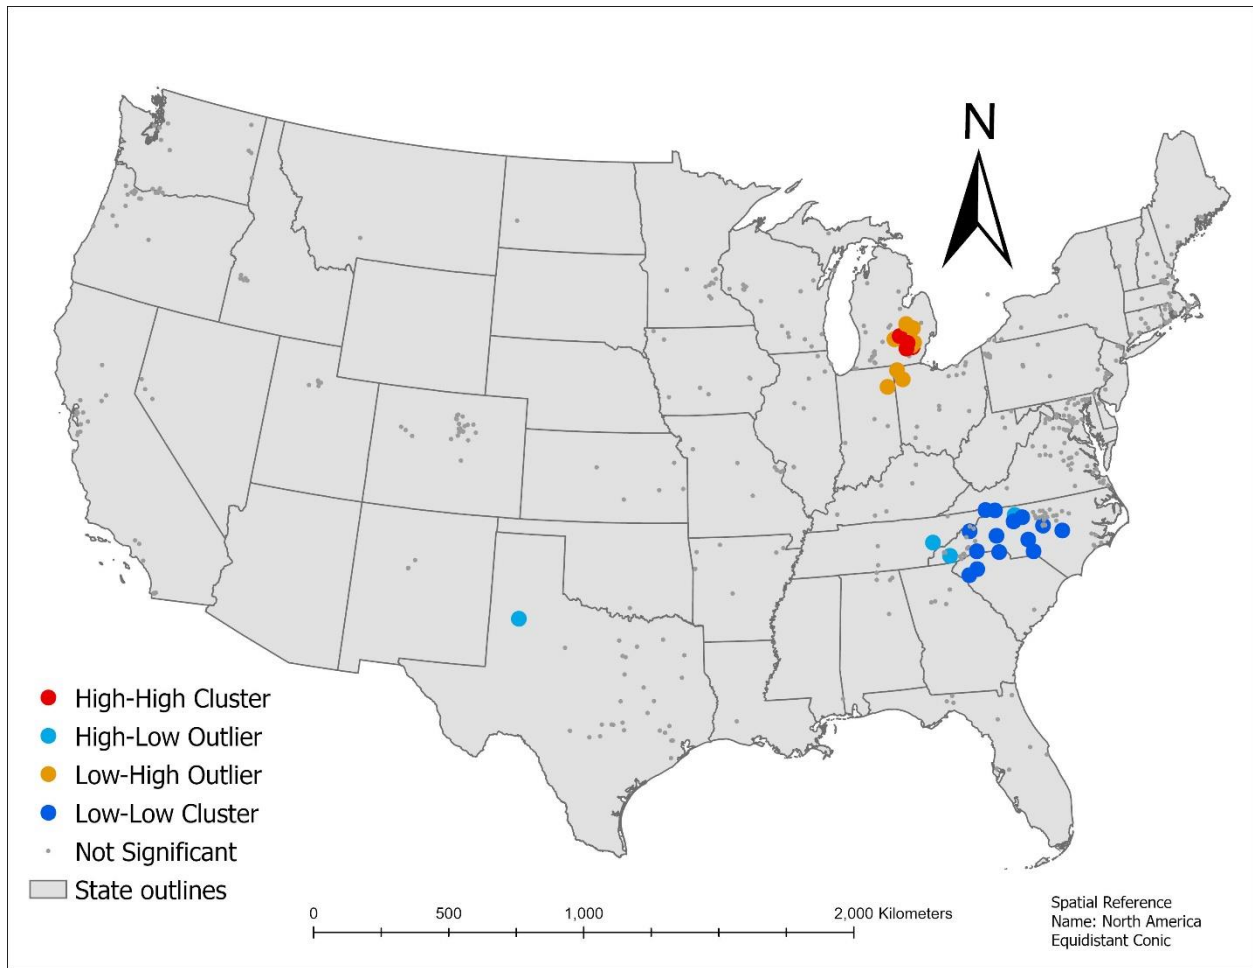 N
High-High Cluster
High-Low Outlier
Low-High Outlier
Low-Low Cluster
Not Significant
State outlines
0 500 1,000 2,000 Kilometers
Spatial Reference
Name: North America
Equidistant Conic